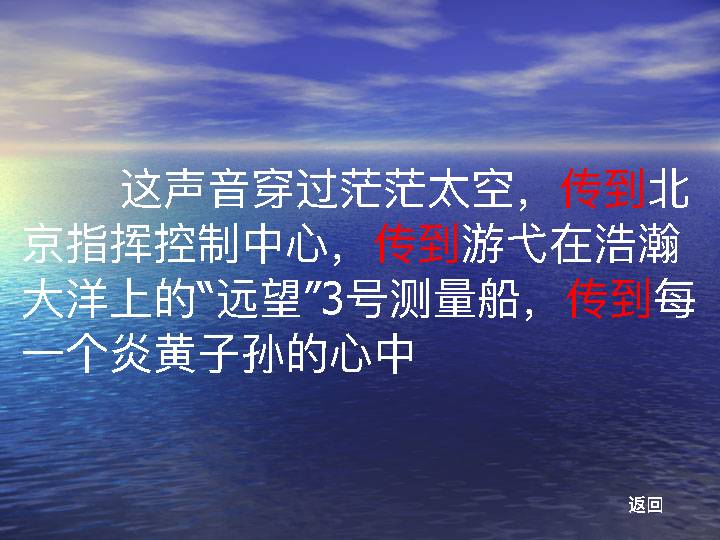 这声音穿过茫茫太空，传到北
京指挥控制中心，传到游弋在浩瀚
大洋上的“远望”3号测量船，传到每
一个炎黄子孙的心中
返回